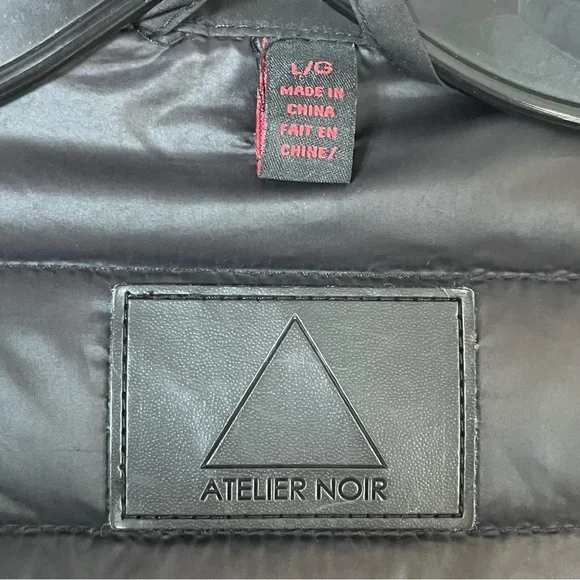 L/G
MADE IN
CHINA
FAIT EN
CHINE/
ATELIER NOIR